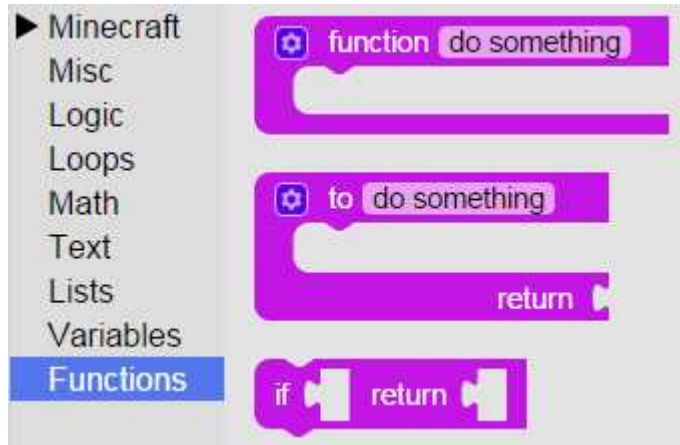 Minecraft
Misc
Logic
Loops
Math
Text
Lists
Variables
Functions
function do something
to do something
return
if return